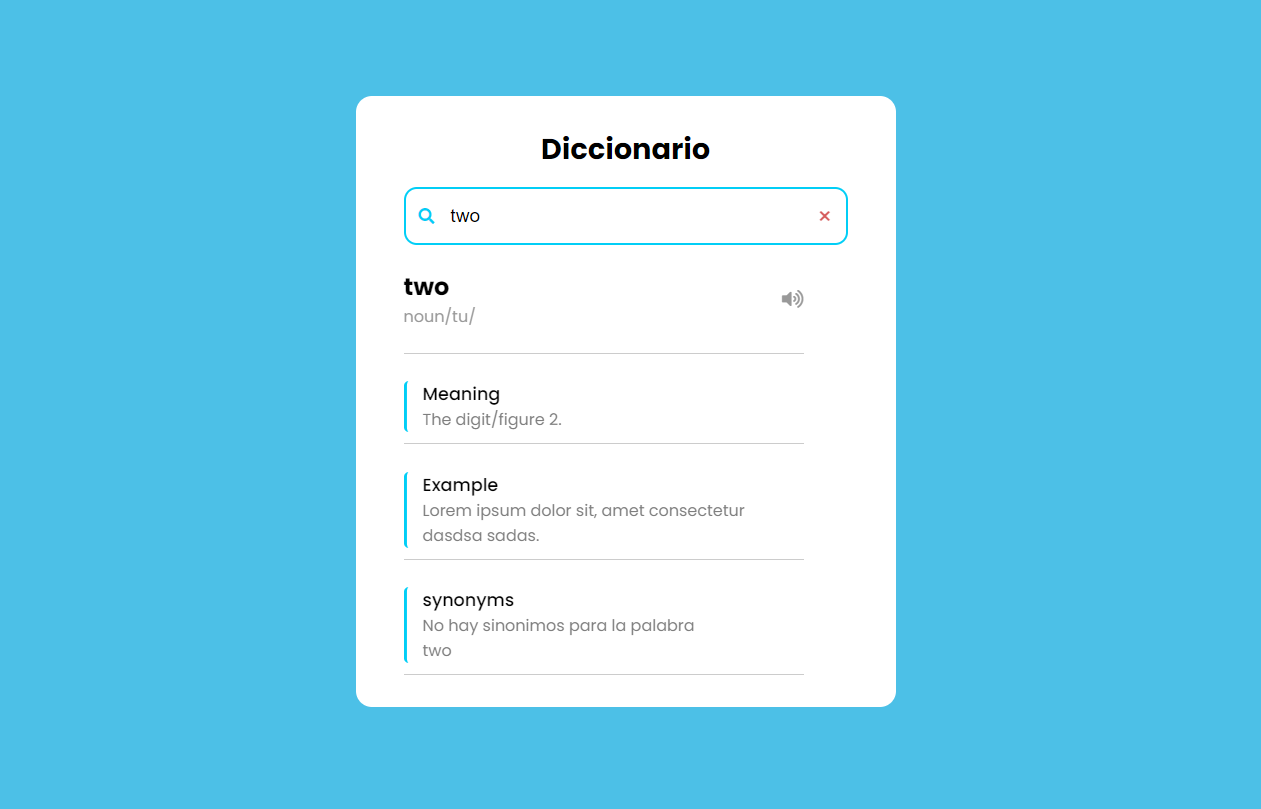 Diccionario
two
two
noun/tu/
Meaning
The digit/figure 2.
Example
Lorem ipsum dolor sit, amet consectetur
dasdsa sadas.
synonyms
No hay sinonimos para la palabra
two